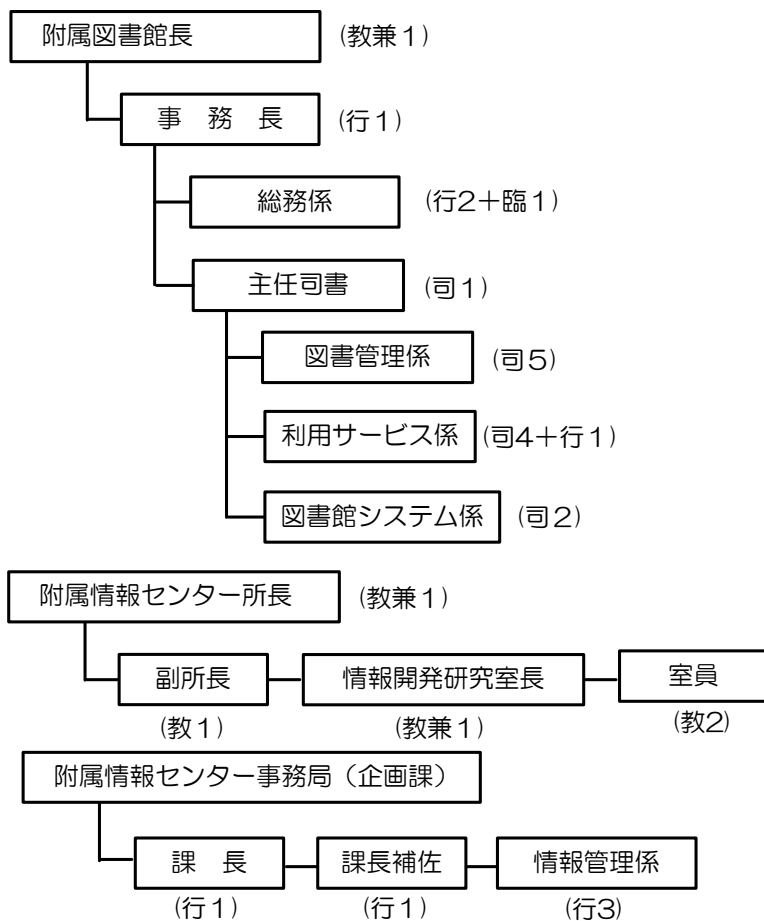 附属図書館長 (教兼１)
事　務　長 (行１)
総務係 (行2＋臨１)
主任司書 (司１)
図書管理係 (司５)
利用サービス係 (司4＋行１)
図書館システム係 (司２)
附属情報センター所長 (教兼１)
副所長 情報開発研究室長 室員
(教１) (教兼１) (教2)
附属情報センター事務局（企画課）
課　長 課長補佐 情報管理係
(行１) (行１) (行3)